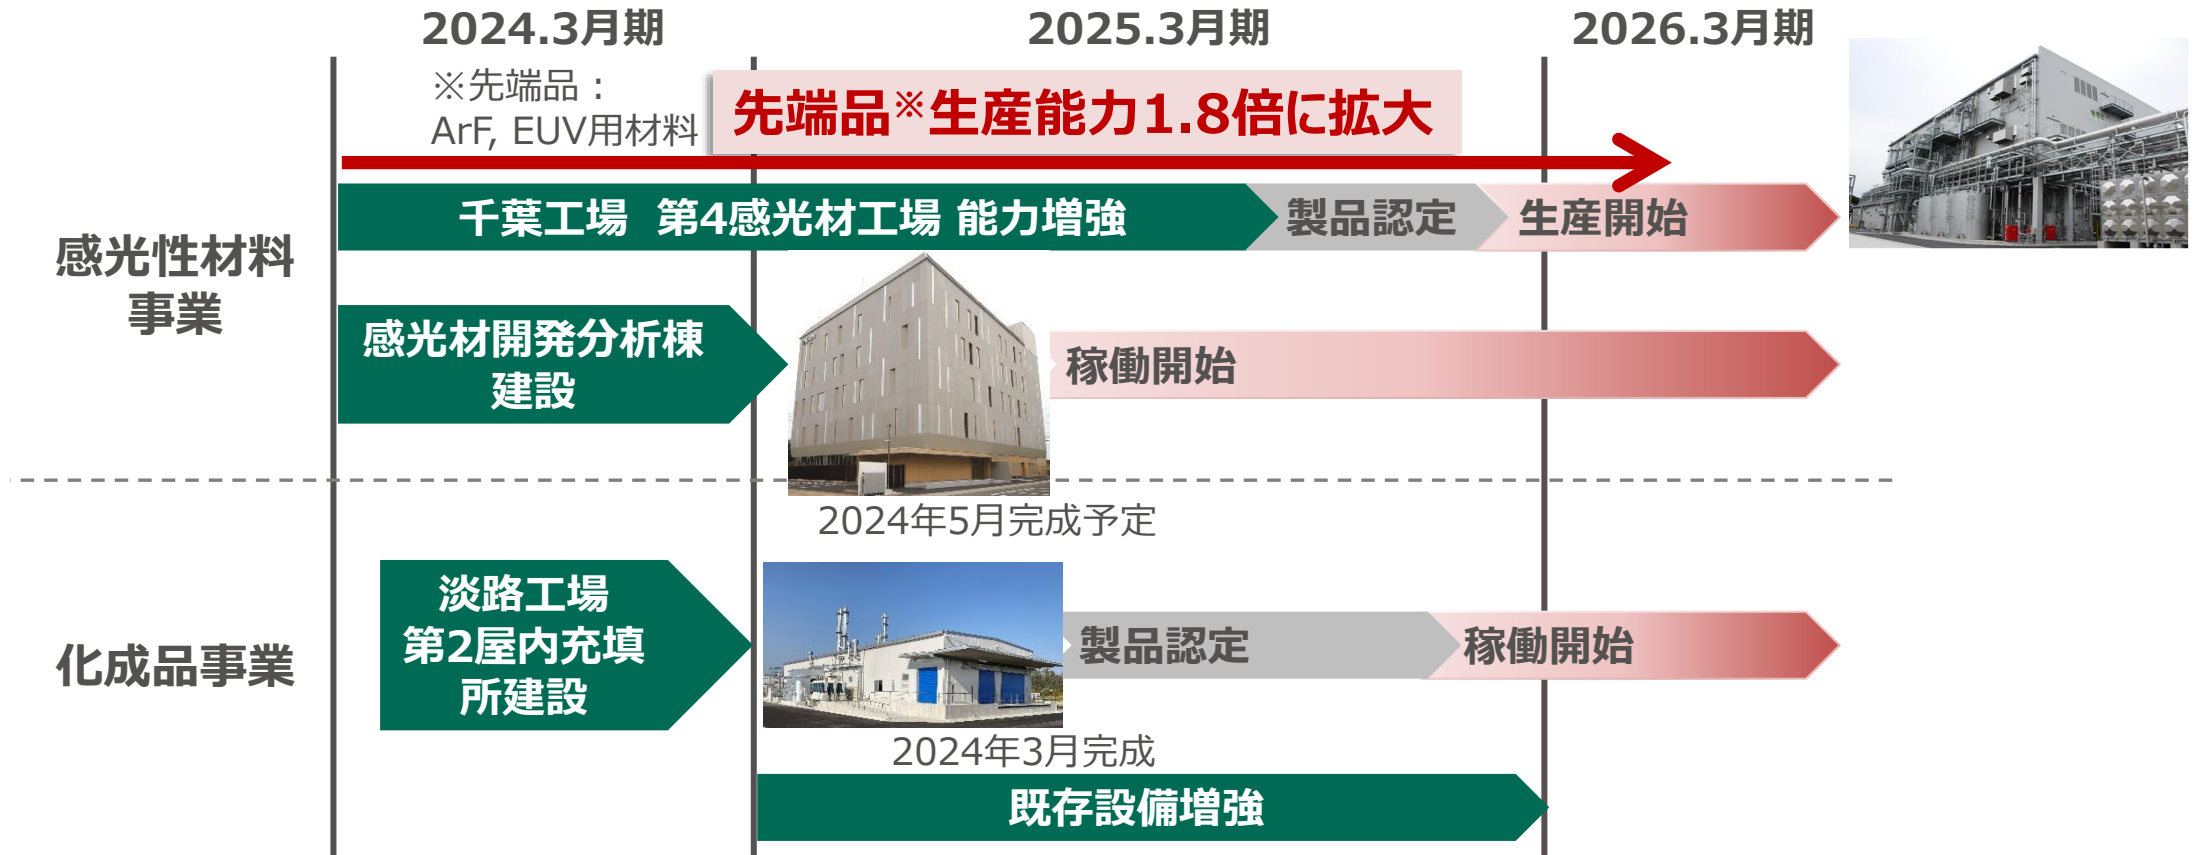 2024.3月期
2025.3月期
2026.3月期
※先端品：
ArF, EUV用材料
先端品※生産能力1.8倍に拡大
感光性材料
事業
千葉工場 第4感光材工場 能力増強
製品認定
生産開始
感光材開発分析棟
建設
稼働開始
2024年5月完成予定
化成品事業
淡路工場
第2屋内充填
所建設
製品認定
稼働開始
2024年3月完成
既存設備増強